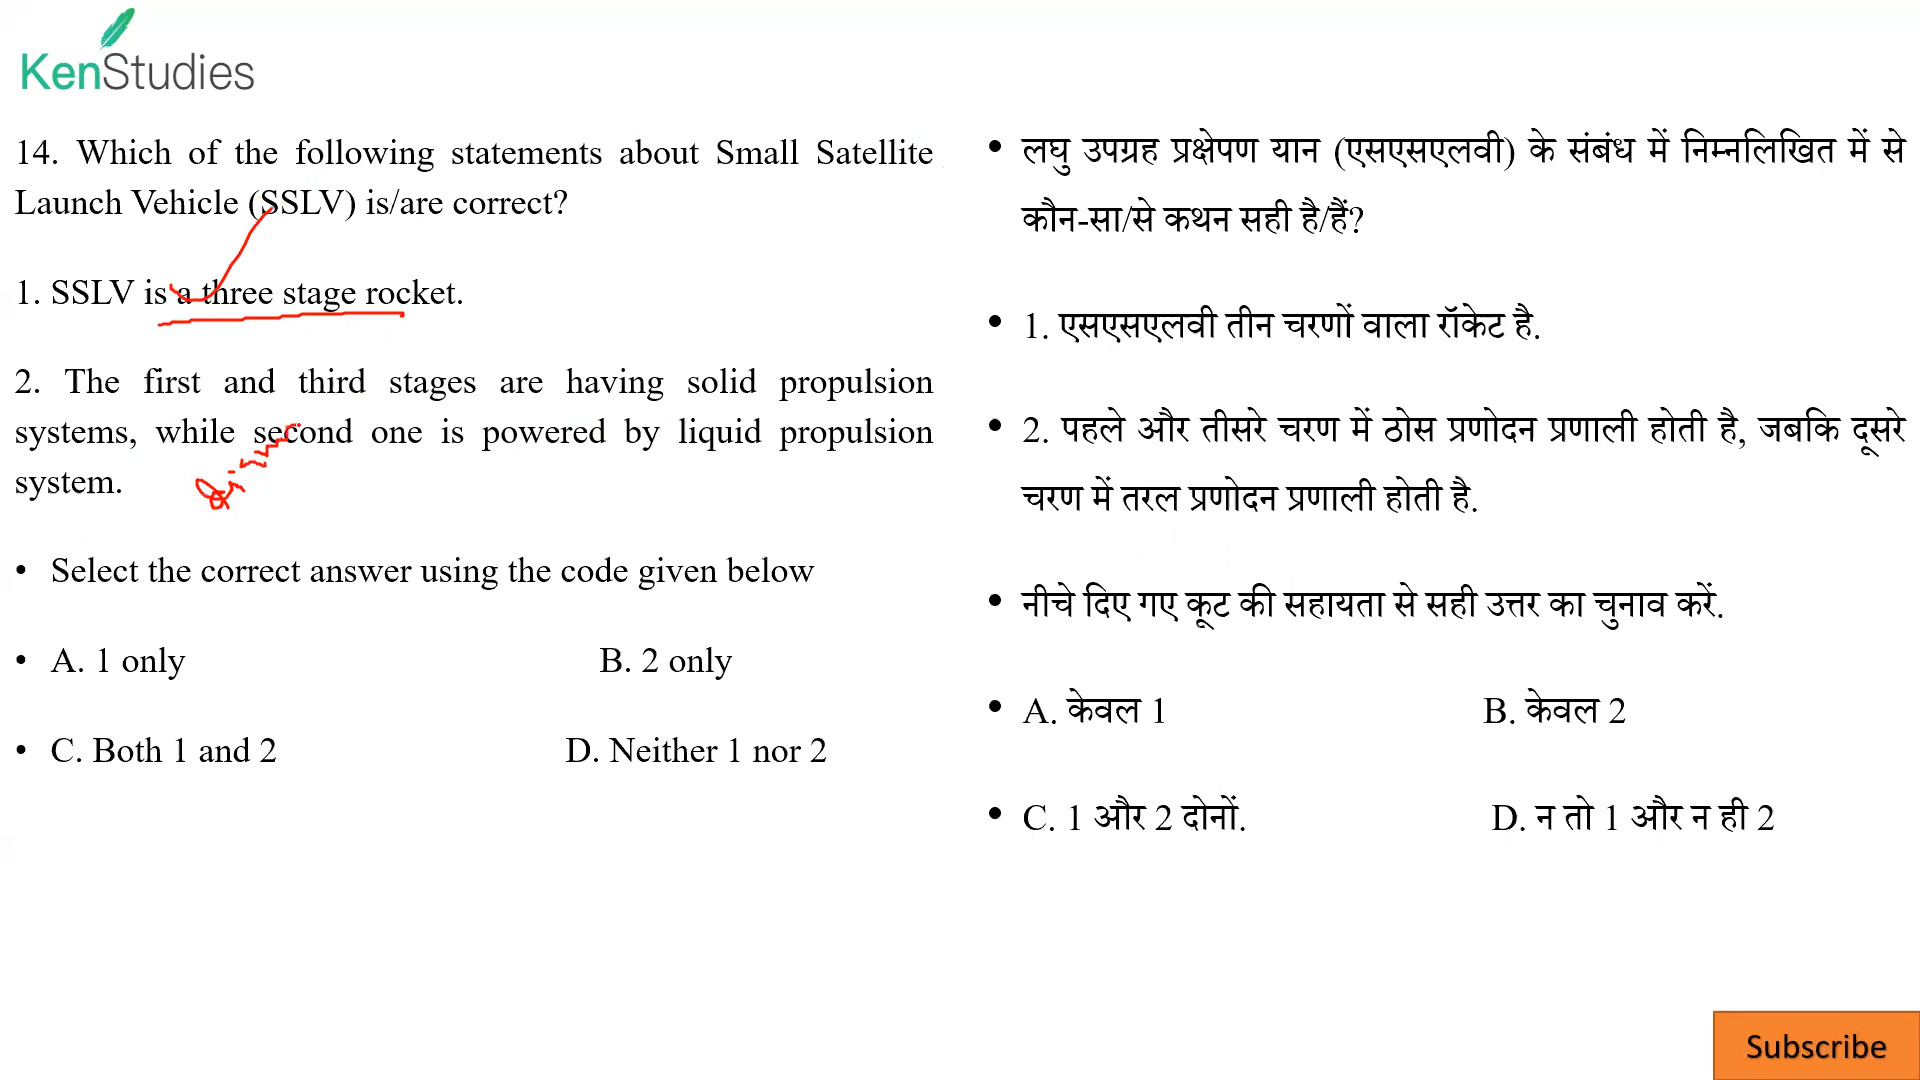 KenStudies
14. Which of the following statements about Small Satellite
Launch Vehicle (SSLV) is/are correct?
1. SSLV is a three stage rocket.
2. The first and third stages are having solid propulsion
systems, while second one is powered by liquid propulsion
system.
• Select the correct answer using the code given below
• A. 1 only B. 2 only
• C. Both 1 and 2 D. Neither 1 nor 2
• लघु उपग्रह प्रक्षेपण यान (एसएसएलवी) के संबंध में निम्नलिखित में से
कौन-सा/से कथन सही है/हैं?
• 1. एसएसएलवी तीन चरणों वाला रॉकेट है.
• 2. पहले और तीसरे चरण में ठोस प्रणोदन प्रणाली होती है, जबकि दूसरे
चरण में तरल प्रणोदन प्रणाली होती है.
• नीचे दिए गए कूट की सहायता से सही उत्तर का चुनाव करें.
• A. केवल 1 B. केवल 2
• C. 1 और 2 दोनों. D. न तो 1 और न ही 2
Subscribe